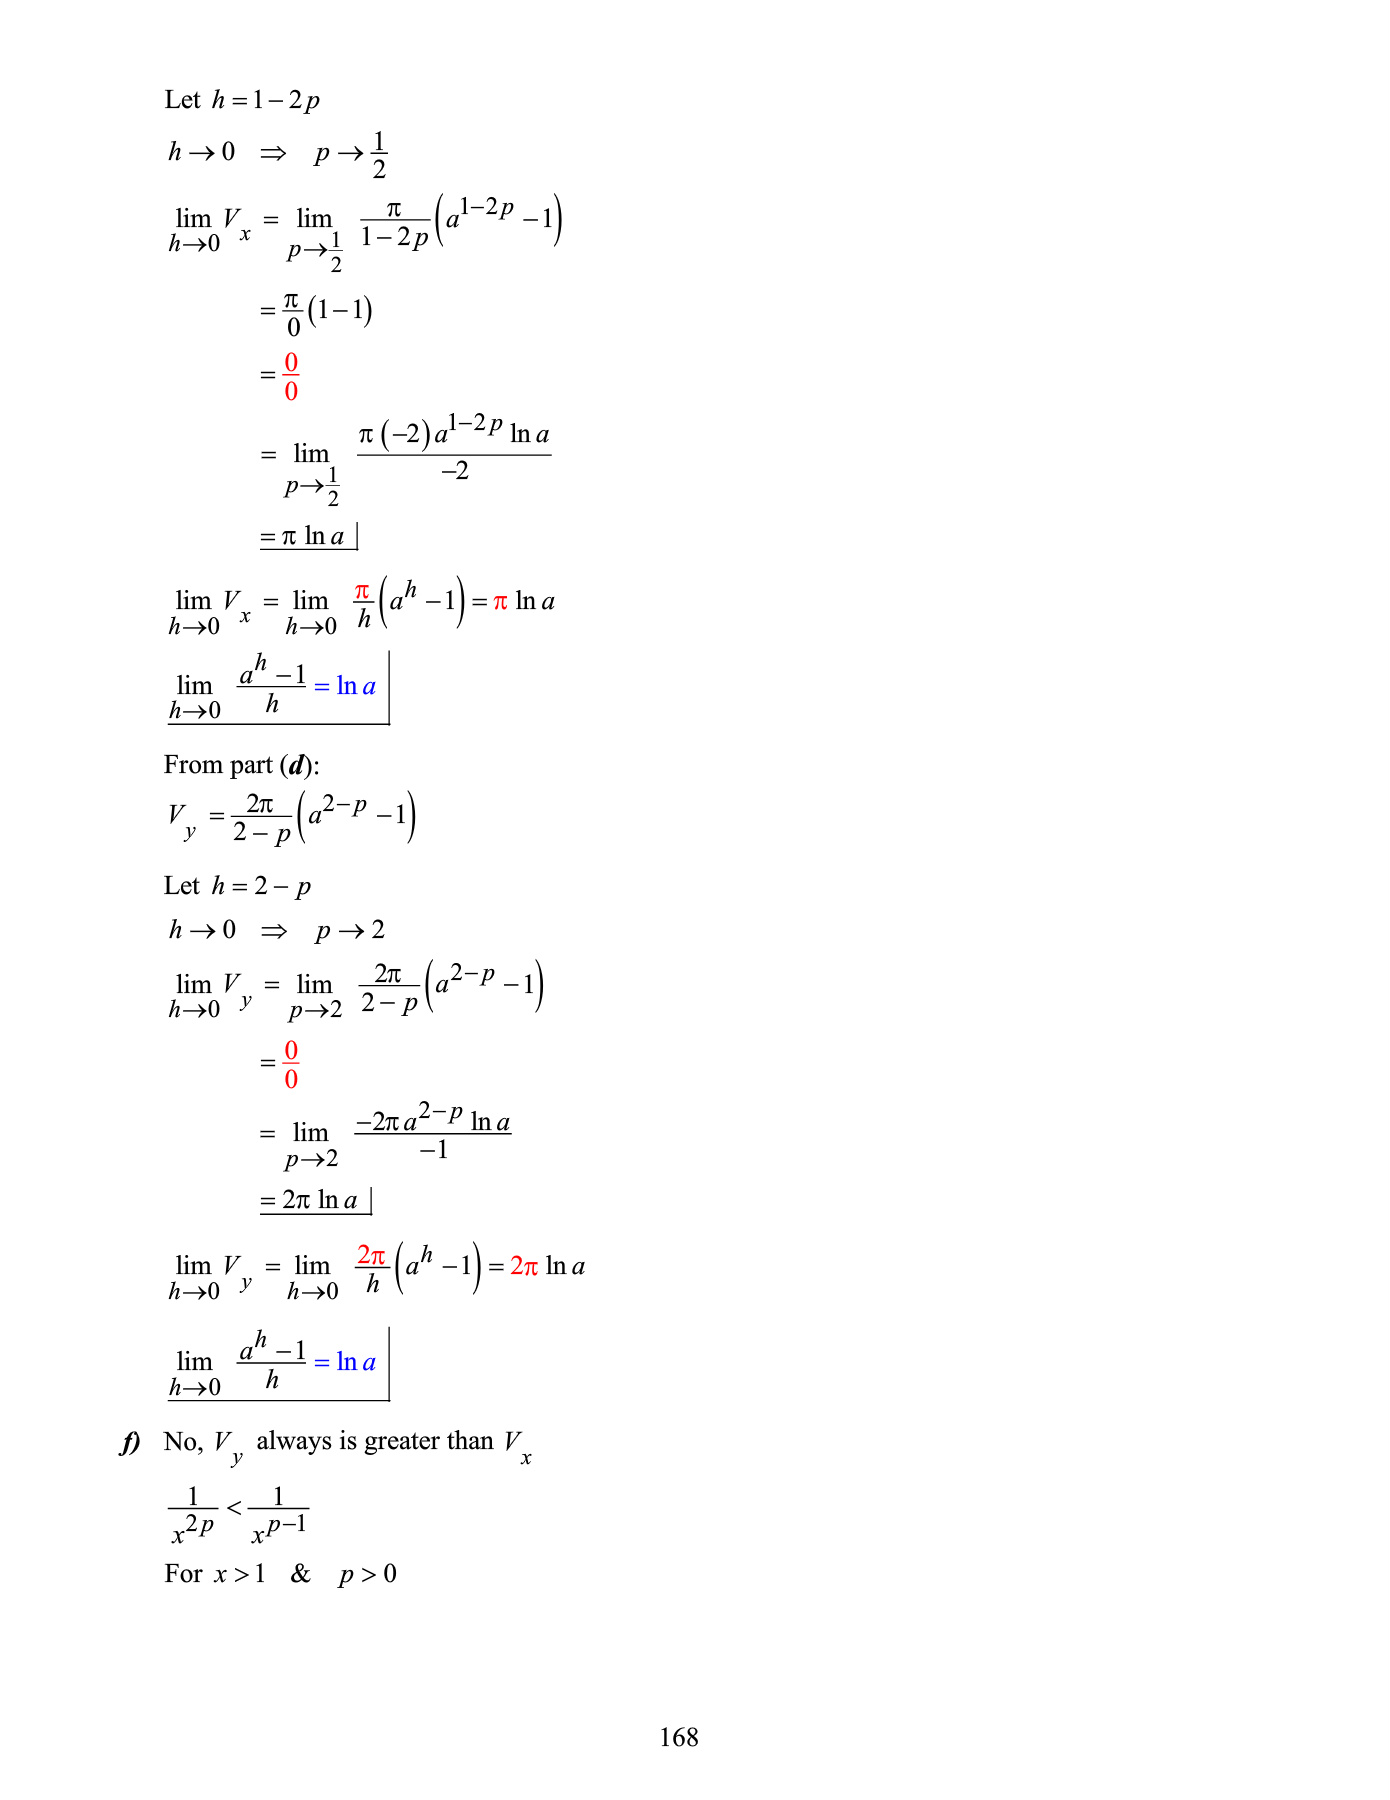 Let h = 1 − 2p
h → 0 ⇒ p → 1/2
lim_{h→0} V_x = lim_{p→1/2} π/(1−2p) (a^{1−2p} − 1)
= π/0 (1 − 1)
= 0/0
= lim_{p→1/2} (π(−2)a^{1−2p} ln a)/(−2)
= π ln a
lim_{h→0} V_x = lim_{h→0} π/h (a^h − 1) = π ln a
lim_{h→0} (a^h − 1)/h = ln a
From part (d):
V_y = 2π/(2−p) (a^{2−p} − 1)
Let h = 2 − p
h → 0 ⇒ p → 2
lim_{h→0} V_y = lim_{p→2} 2π/(2−p) (a^{2−p} − 1)
= 0/0
= lim_{p→2} (−2π a^{2−p} ln a)/(−1)
= 2π ln a
lim_{h→0} V_y = lim_{h→0} 2π/h (a^h − 1) = 2π ln a
lim_{h→0} (a^h − 1)/h = ln a
f) No, V_y always is greater than V_x
1/x^{2p} < 1/x^{p−1}
For x > 1 & p > 0
168